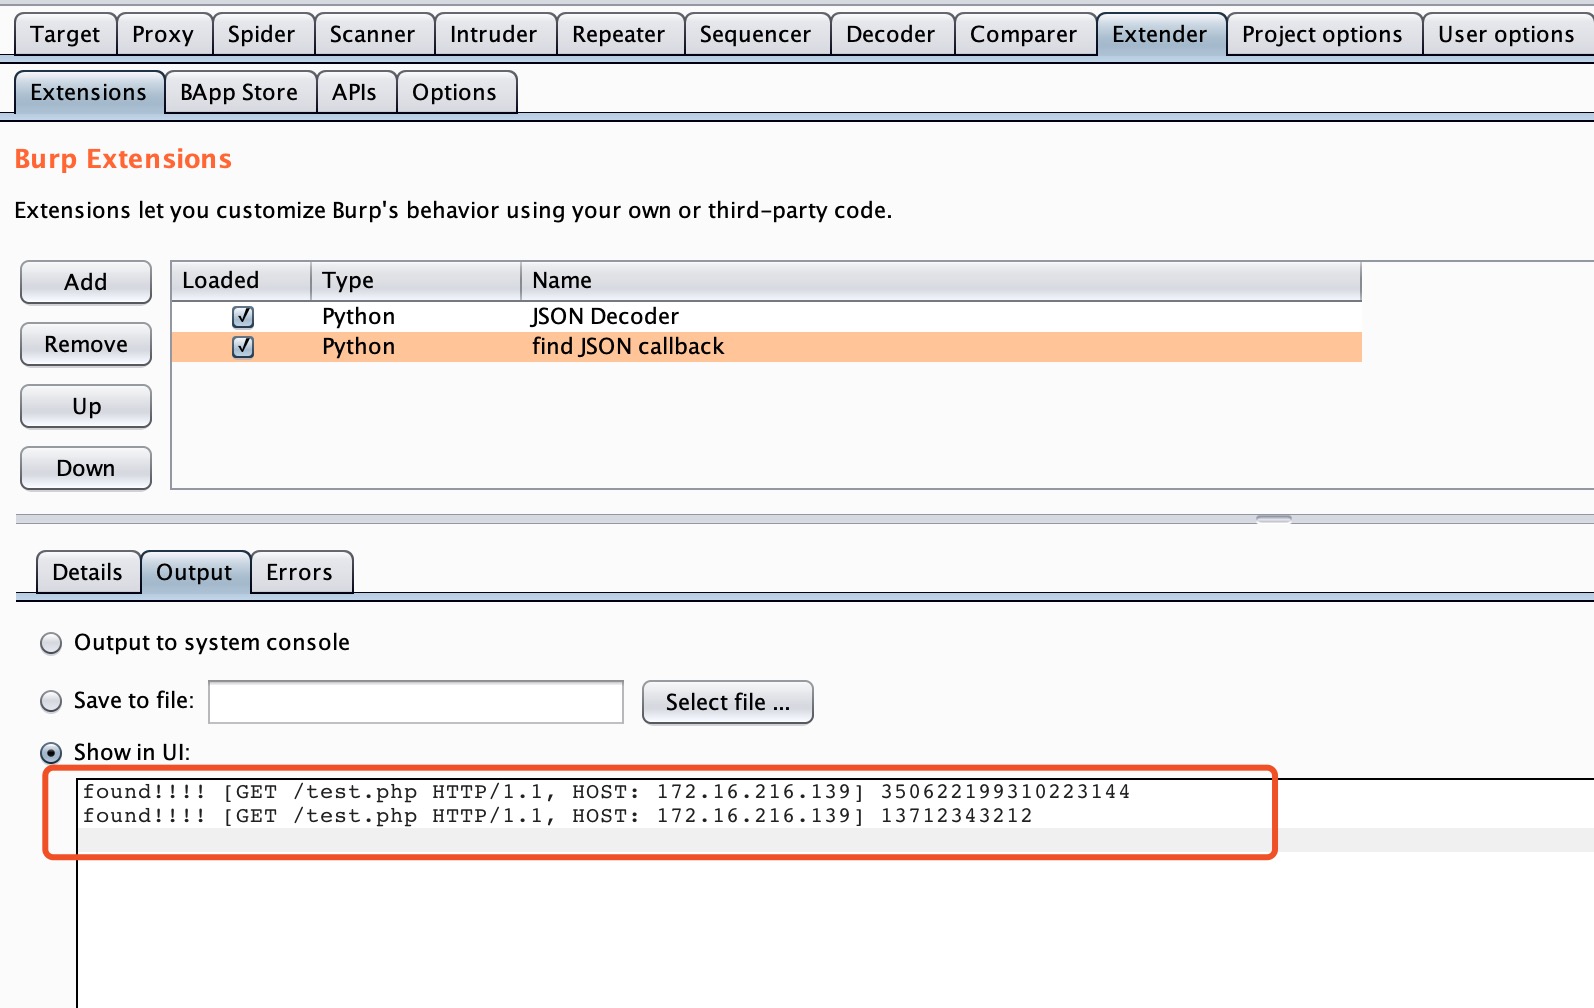 Target Proxy Spider Scanner Intruder Repeater Sequencer Decoder Comparer Extender Project options User options
Extensions BApp Store APIs Options
Burp Extensions
Extensions let you customize Burp's behavior using your own or third-party code.
Add
Remove
Up
Down
Loaded Type Name
Python JSON Decoder
Python find JSON callback
Details Output Errors
Output to system console
Save to file: Select file ...
Show in UI:
found!!!! [GET /test.php HTTP/1.1, HOST: 172.16.216.139] 350622199310223144
found!!!! [GET /test.php HTTP/1.1, HOST: 172.16.216.139] 13712343212